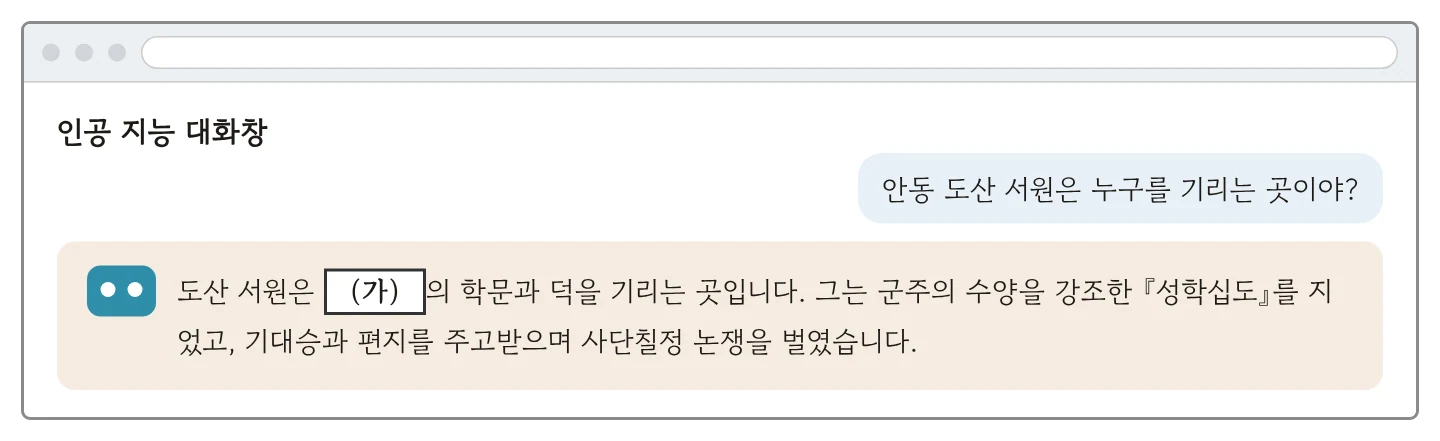 인공 지능 대화창
안동 도산 서원은 누구를 기리는 곳이야?
도산 서원은 (가)의 학문과 덕을 기리는 곳입니다. 그는 군주의 수양을 강조한 『성학십도』를 지
었고, 기대승과 편지를 주고받으며 사단칠정 논쟁을 벌였습니다.